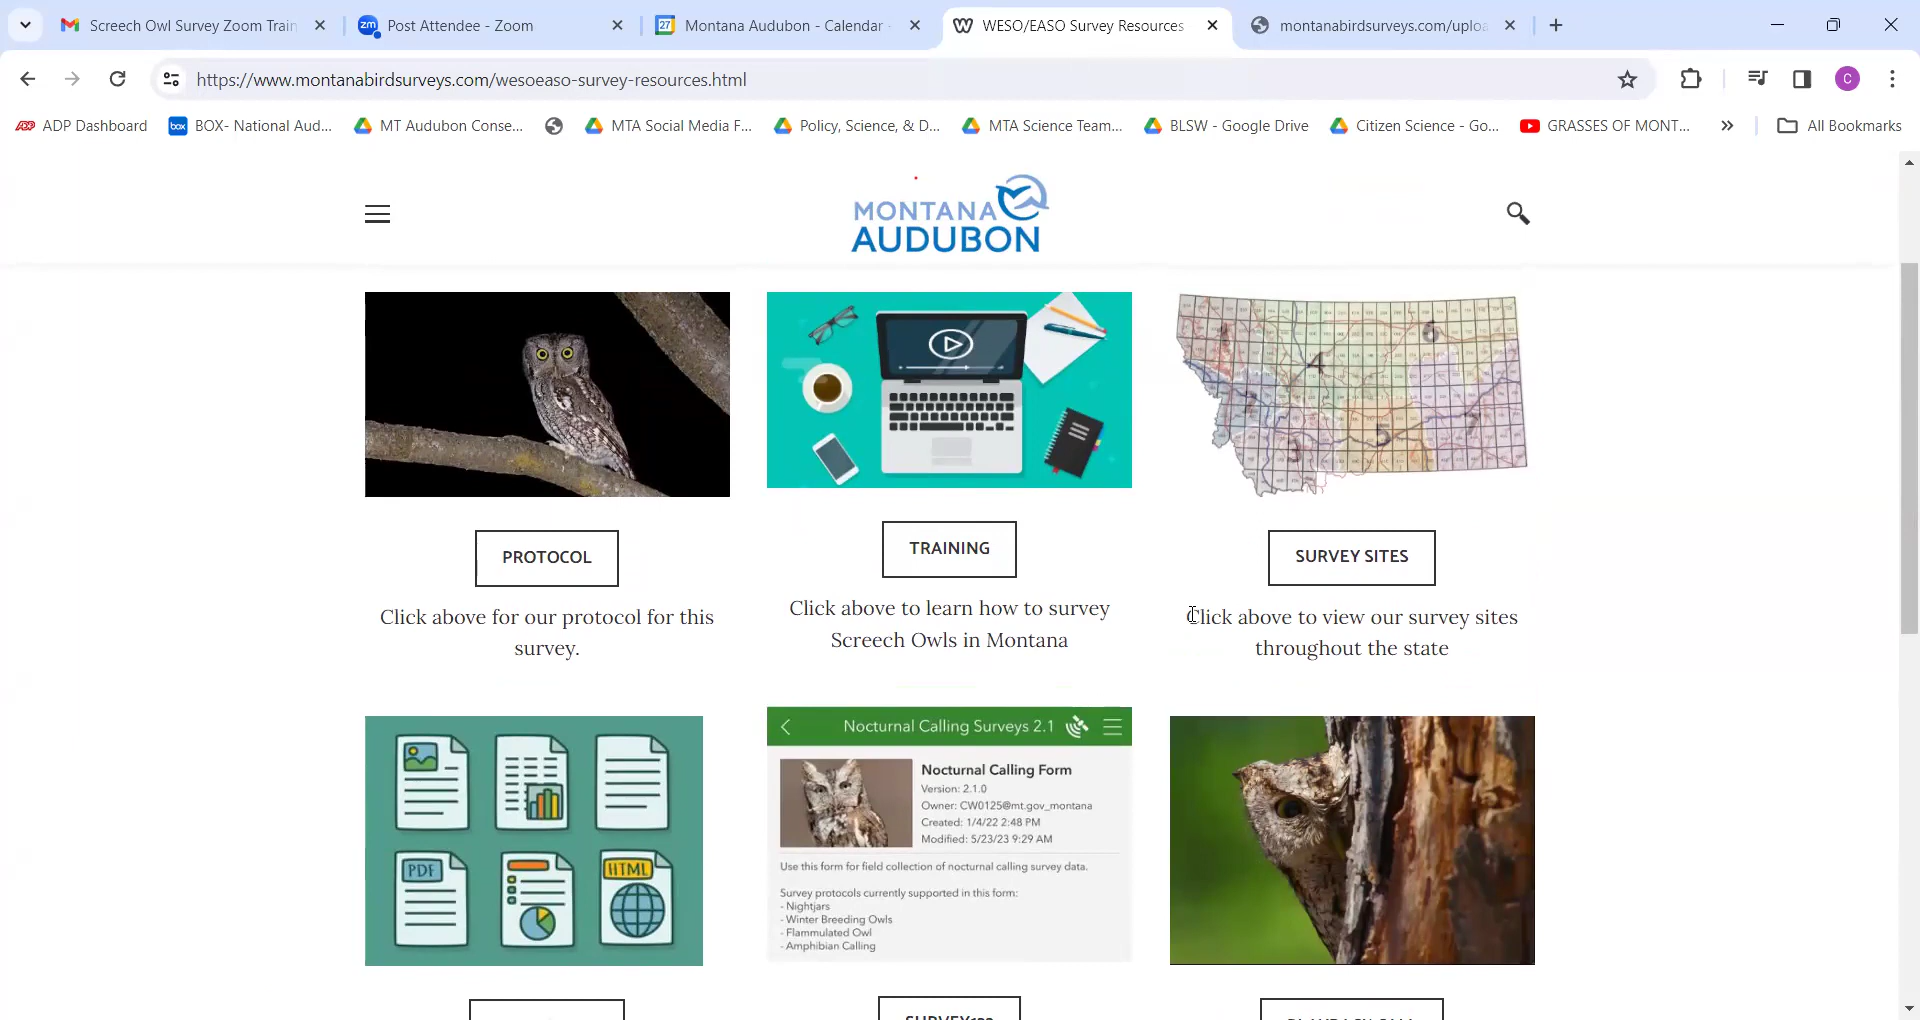 Screech Owl Survey Zoom Train
Post Attendee - Zoom
27
Montana Audubon - Calendar -
WESO/EASO Survey Resources
montanabirdsurveys.com/uploa
https://www.montanabirdsurveys.com/wesoeaso-survey-resources.html
C
ADP Dashboard
box BOX- National Aud...
MT Audubon Conse...
MTA Social Media F...
Policy, Science, & D...
MTA Science Team...
BLSW - Google Drive
Citizen Science - Go...
GRASSES OF MONT...
All Bookmarks
MONTANA
AUDUBON
4
6
5
PROTOCOL
Click above for our protocol for this
survey.
TRAINING
Click above to learn how to survey
Screech Owls in Montana
SURVEY SITES
Click above to view our survey sites
throughout the state
PDF
HTML
Nocturnal Calling Surveys 2.1
Nocturnal Calling Form
Version: 2.1.0
Owner: CW0125@mt.gov_montana
Created: 1/4/22 2:48 PM
Modified: 5/23/23 9:29 AM
Use this form for field collection of nocturnal calling survey data.
Survey protocols currently supported in this form:
- Nightjars
- Winter Breeding Owls
- Flammulated Owl
- Amphibian Calling